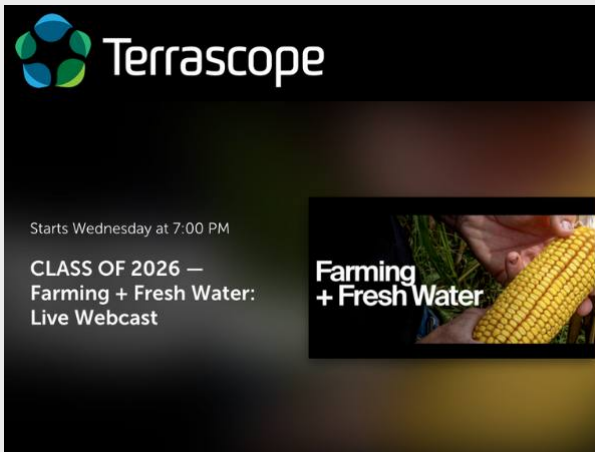 Terrascope
Starts Wednesday at 7:00 PM
CLASS OF 2026 —
Farming + Fresh Water:
Live Webcast
Farming
+ Fresh Water